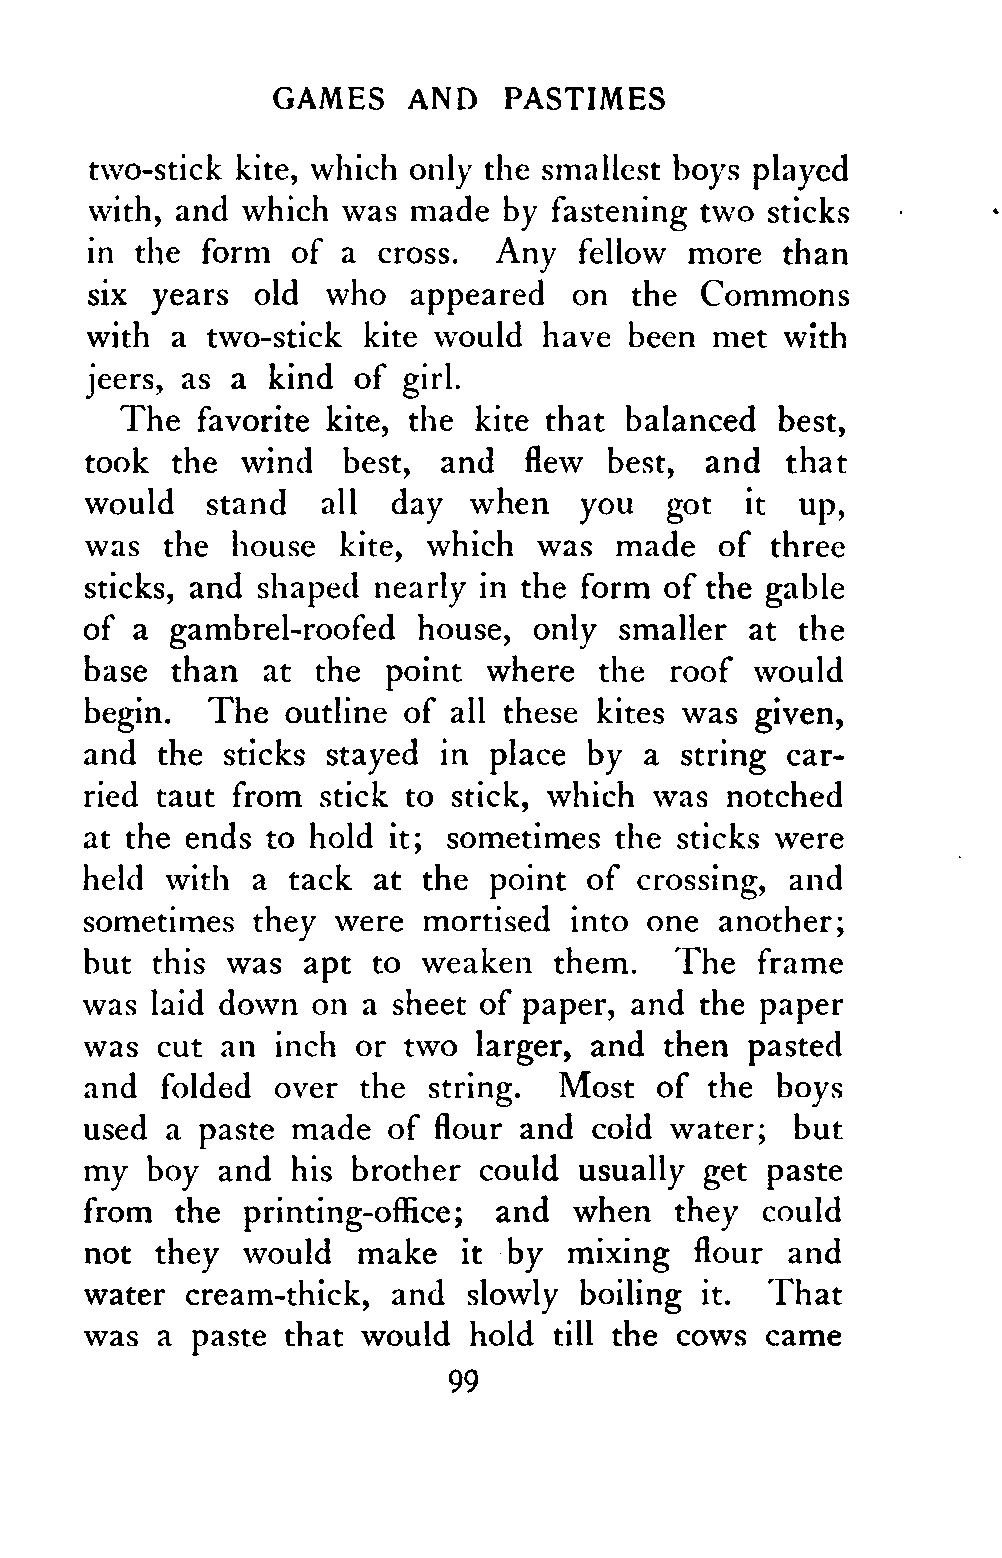 GAMES AND PASTIMES
two-stick kite, which only the smallest boys played
with, and which was made by fastening two sticks
in the form of a cross. Any fellow more than
six years old who appeared on the Commons
with a two-stick kite would have been met with
jeers, as a kind of girl.
The favorite kite, the kite that balanced best,
took the wind best, and flew best, and that
would stand all day when you got it up,
was the house kite, which was made of three
sticks, and shaped nearly in the form of the gable
of a gambrel-roofed house, only smaller at the
base than at the point where the roof would
begin. The outline of all these kites was given,
and the sticks stayed in place by a string car-
ried taut from stick to stick, which was notched
at the ends to hold it; sometimes the sticks were
held with a tack at the point of crossing, and
sometimes they were mortised into one another;
but this was apt to weaken them. The frame
was laid down on a sheet of paper, and the paper
was cut an inch or two larger, and then pasted
and folded over the string. Most of the boys
used a paste made of flour and cold water; but
my boy and his brother could usually get paste
from the printing-office; and when they could
not they would make it by mixing flour and
water cream-thick, and slowly boiling it. That
was a paste that would hold till the cows came
99